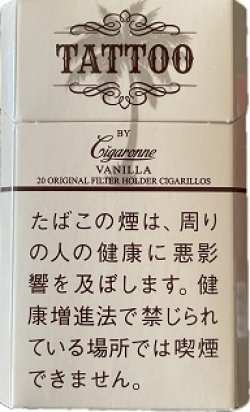 TATTOO
BY
Cigaronne
VANILLA
20 ORIGINAL FILTER HOLDER CIGARILLOS
たばこの煙は、周り
の人の健康に悪影
響を及ぼします。健
康増進法で禁じられ
ている場所では喫煙
できません。